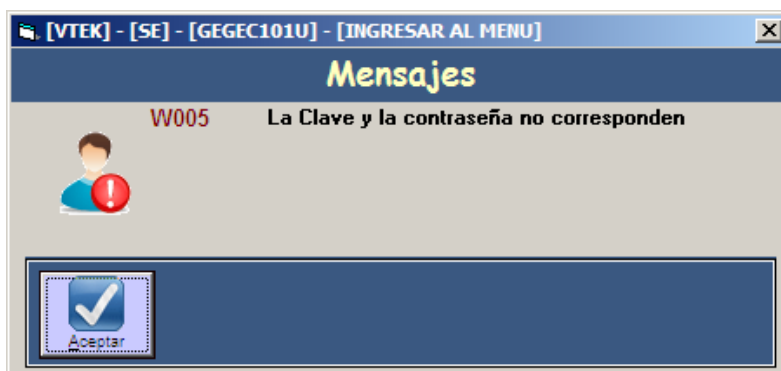 [VTEK] - [SE] - [GEGEC101U] - [INGRESAR AL MENU]
Mensajes
W005 La Clave y la contraseña no corresponden
Aceptar